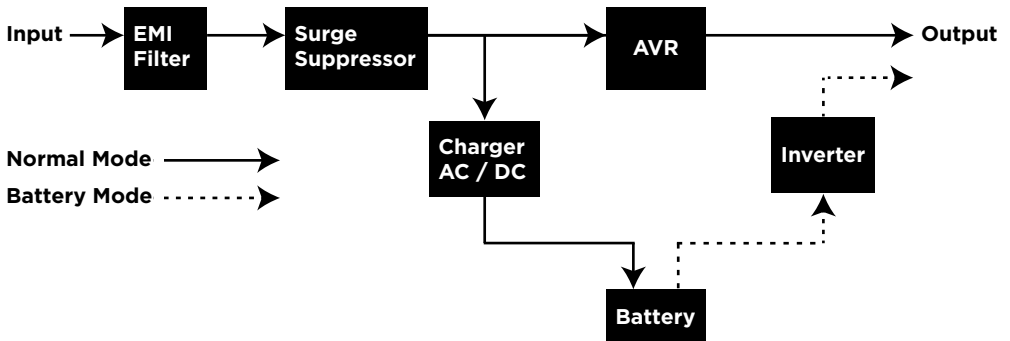 Input
EMI
Filter
Surge
Suppressor
AVR
Output
Charger
AC / DC
Inverter
Normal Mode
Battery Mode
Battery